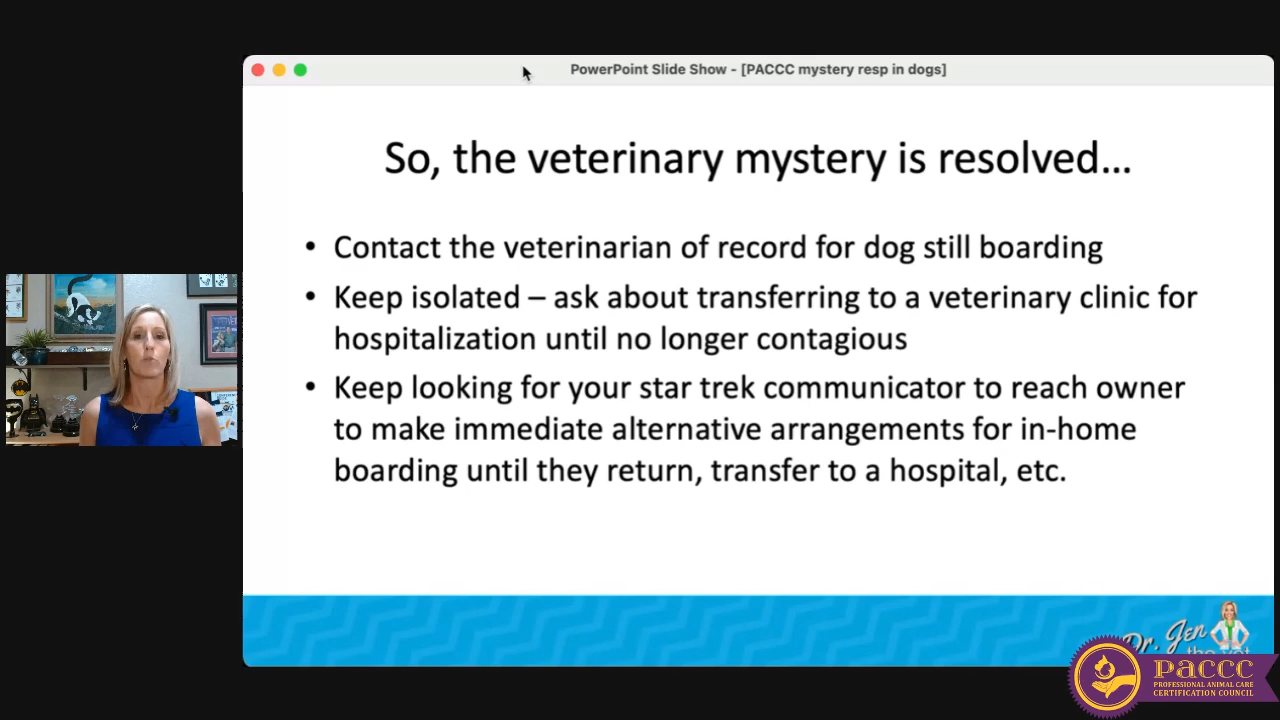 PowerPoint Slide Show - [PACCC mystery resp in dogs]
So, the veterinary mystery is resolved...
• Contact the veterinarian of record for dog still boarding
• Keep isolated – ask about transferring to a veterinary clinic for
hospitalization until no longer contagious
• Keep looking for your star trek communicator to reach owner
to make immediate alternative arrangements for in-home
boarding until they return, transfer to a hospital, etc.
Dr. Jen
the vet
PACCC
PROFESSIONAL ANIMAL CARE
CERTIFICATION COUNCIL